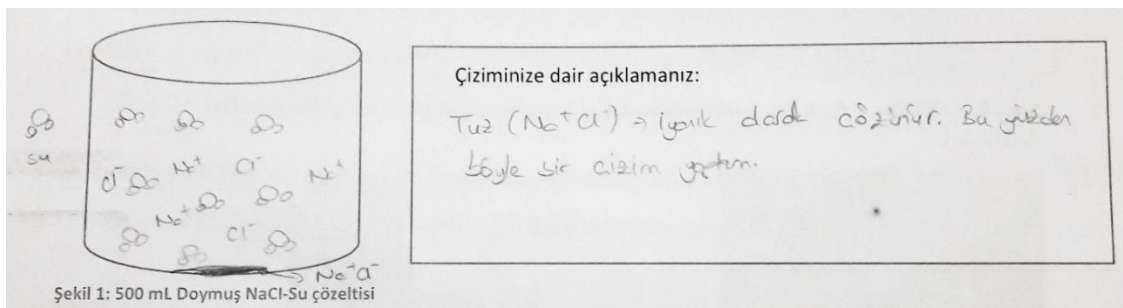 Çiziminize dair açıklamanız:
Tuz (Na⁺Cl⁻) → iyonik olarak çözünür. Bu yüzden
böyle bir çizim yaptım.
su
Cl⁻ Na⁺ Cl⁻ Na⁺
Na⁺
Cl⁻
Na⁺Cl⁻
Şekil 1: 500 mL Doymuş NaCl-Su çözeltisi